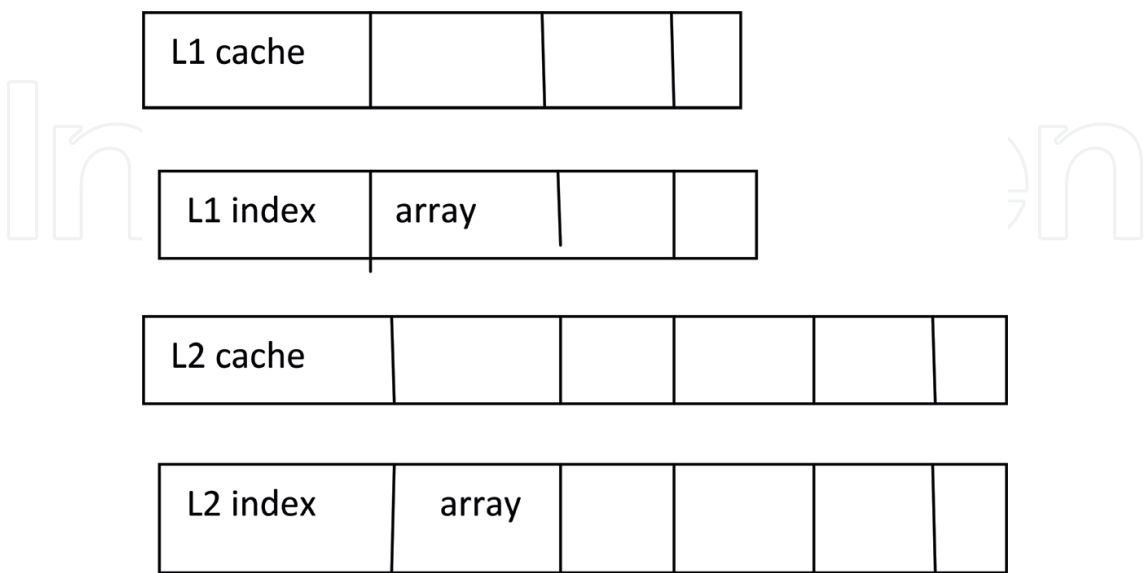 L1 cache
L1 index array
L2 cache
L2 index array